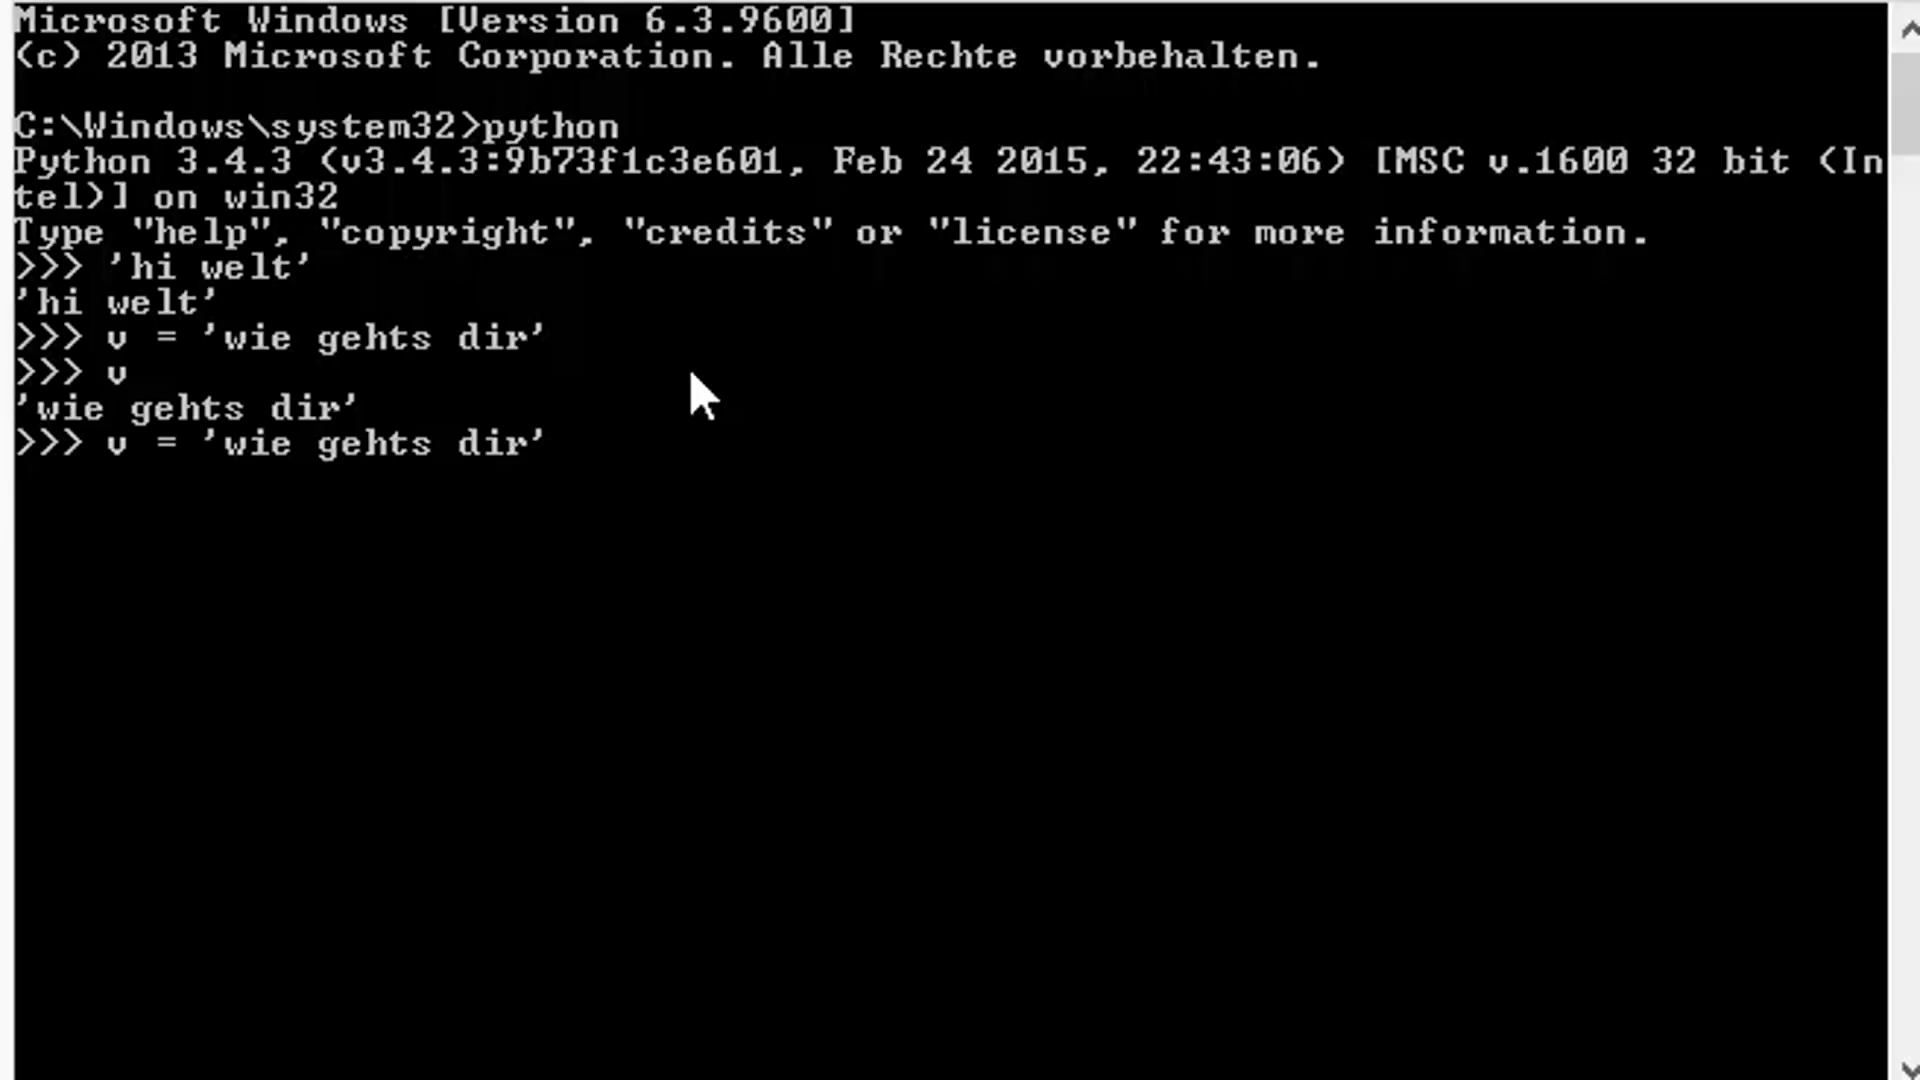 Microsoft Windows [Version 6.3.9600]
(c) 2013 Microsoft Corporation. Alle Rechte vorbehalten.
C:\Windows\system32>python
Python 3.4.3 (v3.4.3:9b73f1c3e601, Feb 24 2015, 22:43:06) [MSC v.1600 32 bit (In
tel)] on win32
Type "help", "copyright", "credits" or "license" for more information.
>>> 'hi welt'
'hi welt'
>>> v = 'wie gehts dir'
>>> v
'wie gehts dir'
>>> v = 'wie gehts dir'